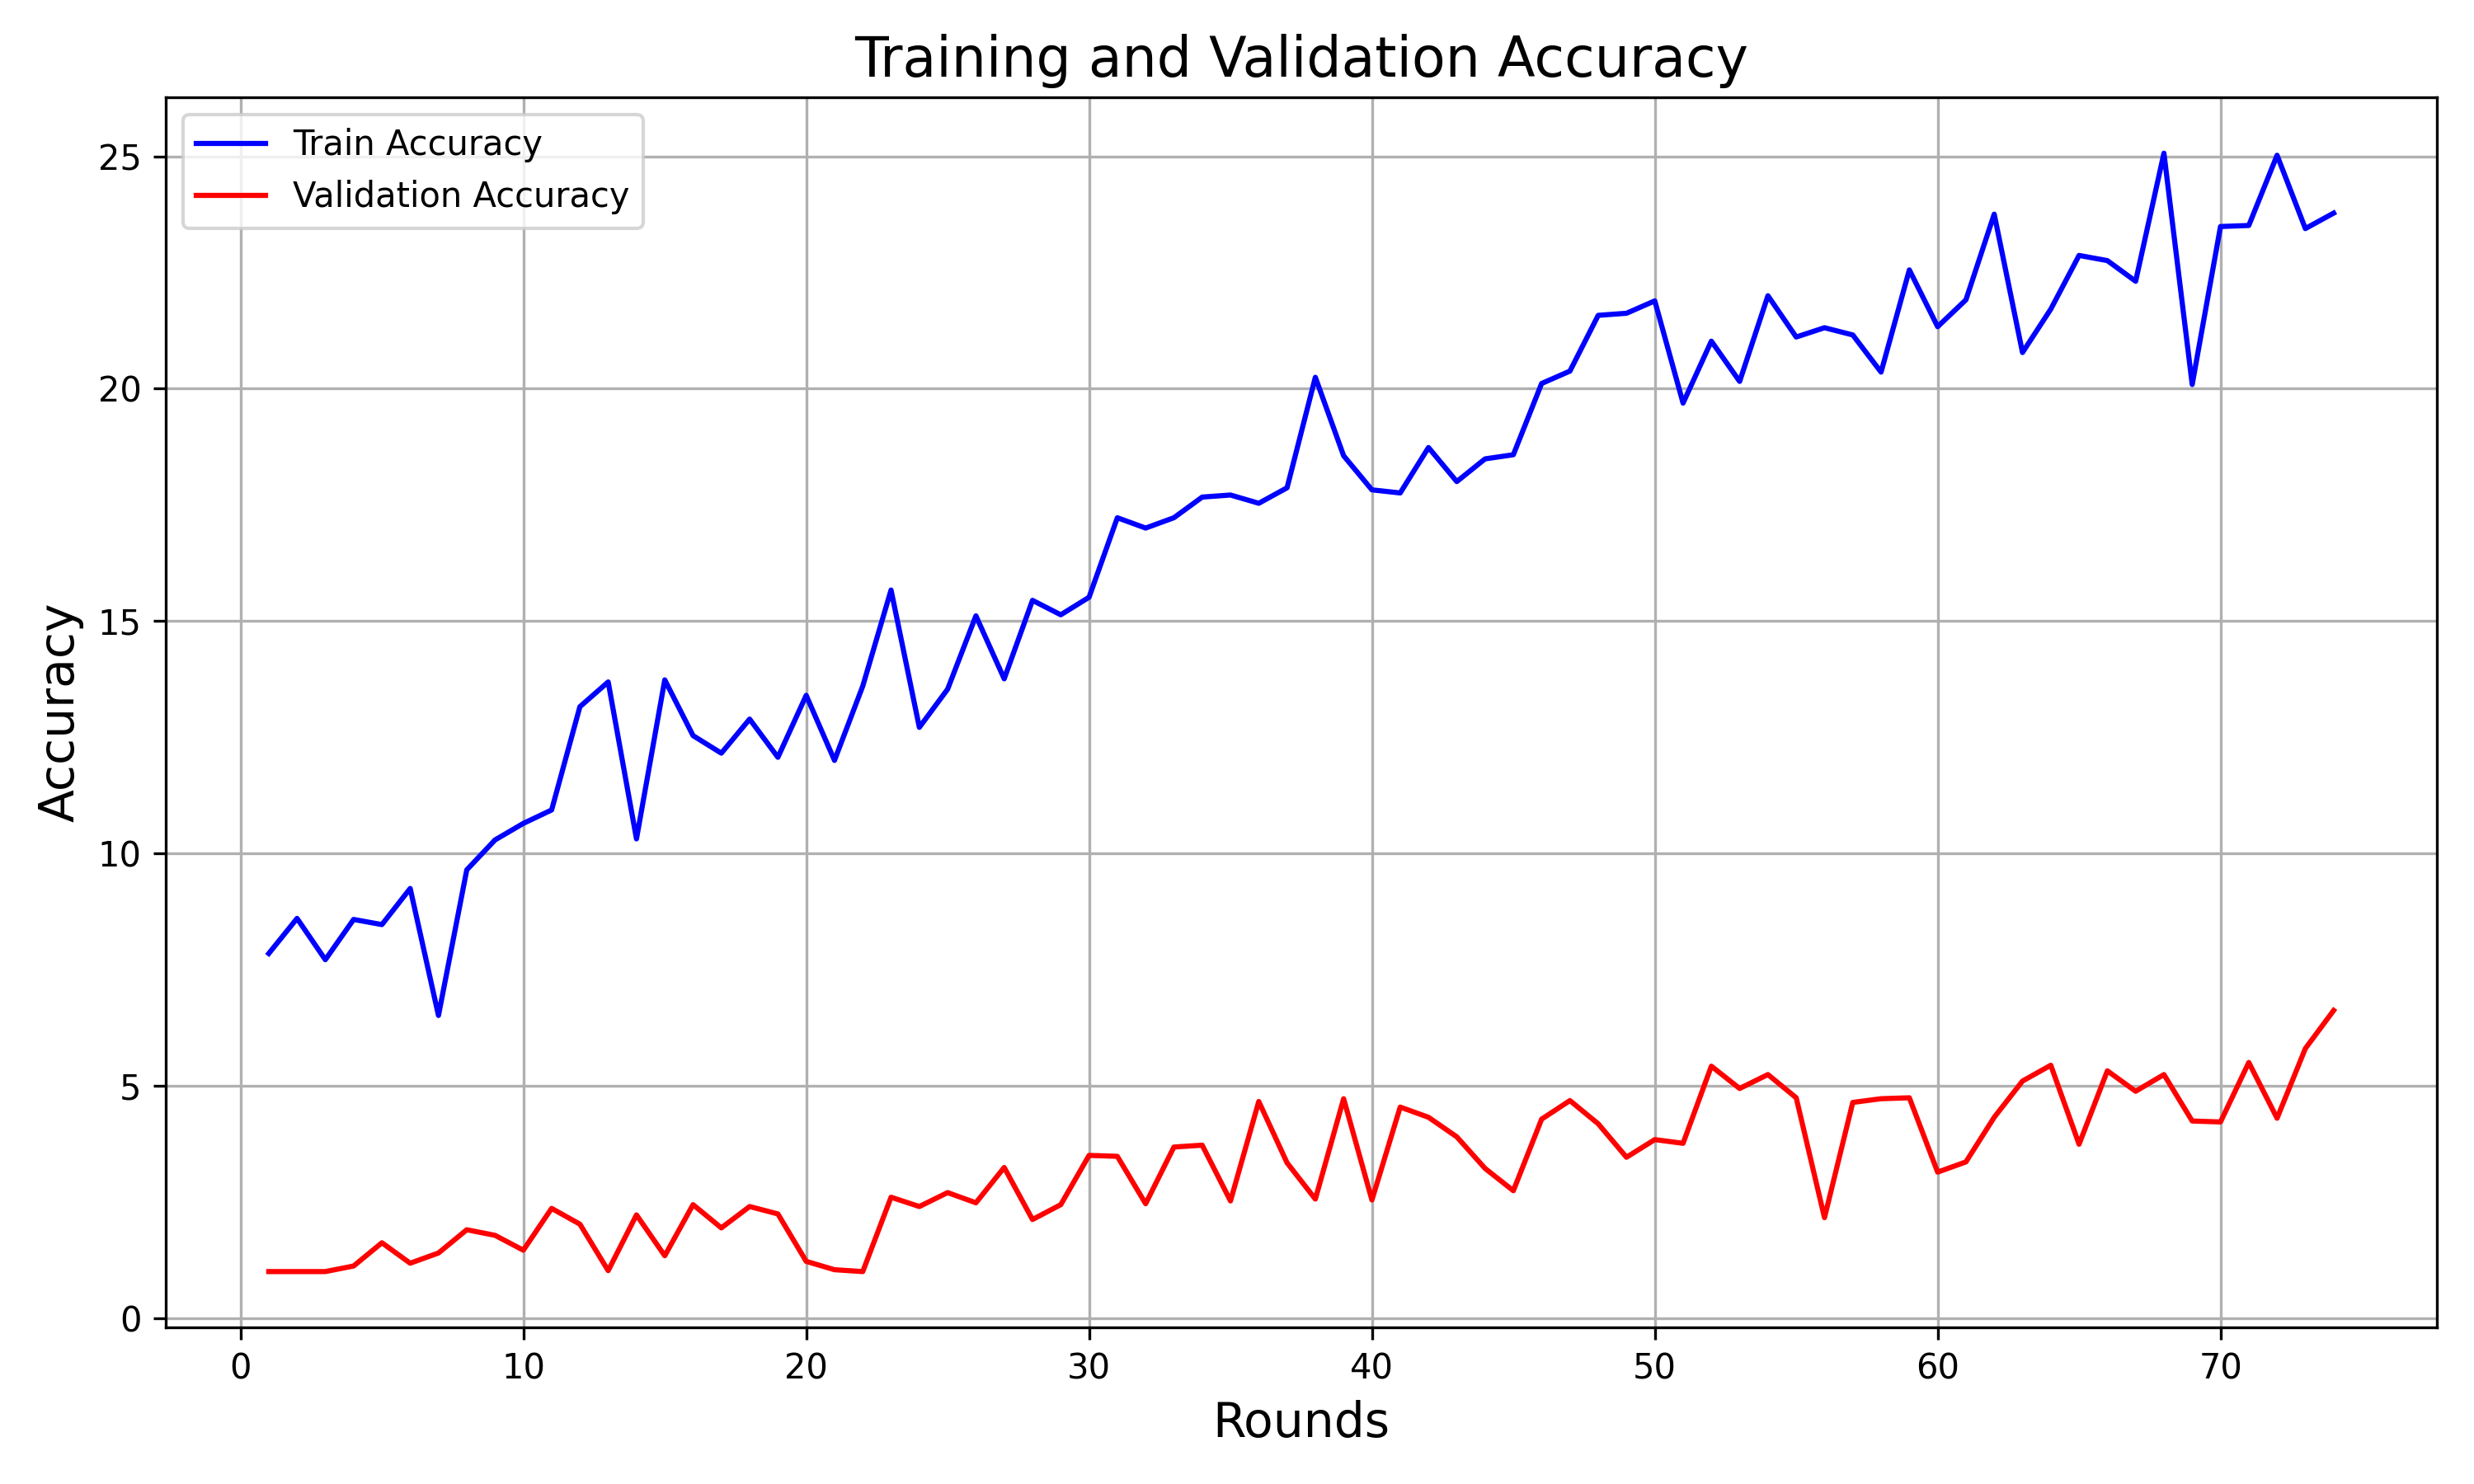 Training and Validation Accuracy
Train Accuracy
Validation Accuracy
Accuracy
25
20
15
10
5
0
0 10 20 30 40 50 60 70
Rounds